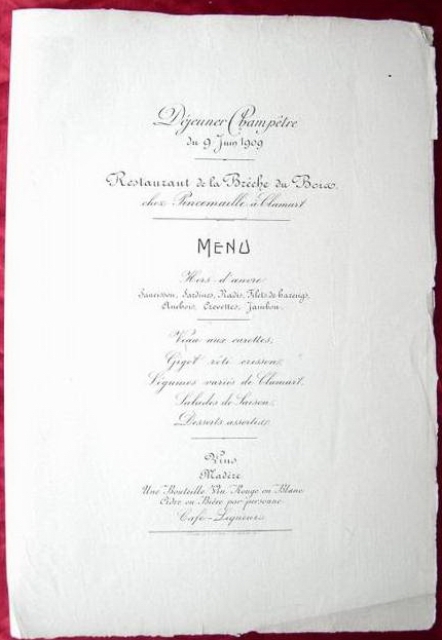 Déjeuner Champêtre
du 9 Juin 1909
Restaurant de la Brèche du Bois
chez Pincemaille à Clamart
MENU
Hors-d'œuvre
Saucisson, Sardines, Radis, Filets de harengs,
Anchois, Crevettes, Jambon.
Veau aux carottes,
Gigot rôti cresson,
Légumes variés de Clamart,
Salades de Saison,
Desserts assortis.
Vins
Madère
Une Bouteille Vin Rouge ou Blanc
Cidre ou Bière par personne
Café - Liqueurs